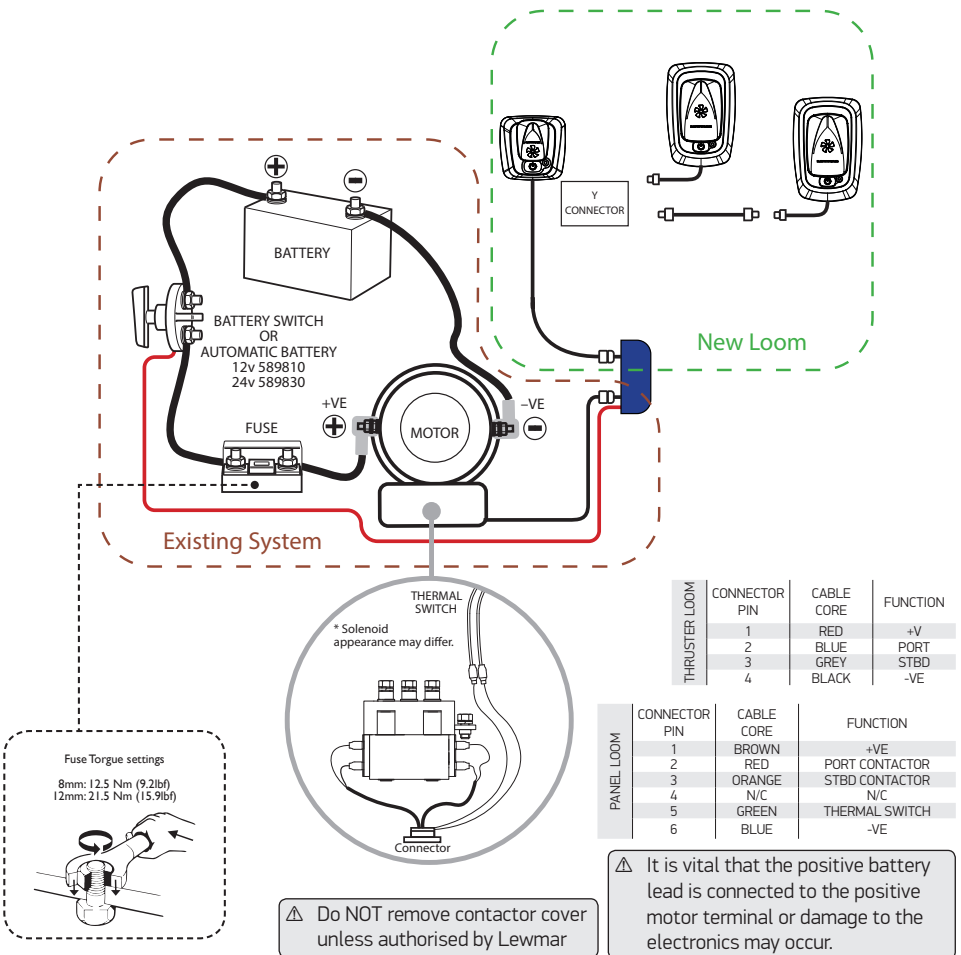 Y
CONNECTOR
BATTERY
BATTERY SWITCH
OR
AUTOMATIC BATTERY
12v 589810
24v 589830
New Loom
+VE
–VE
FUSE
MOTOR
Existing System
THERMAL
SWITCH
* Solenoid
appearance may differ.
Connector
THRUSTER LOOM
CONNECTOR PIN CABLE CORE FUNCTION
1 RED +V
2 BLUE PORT
3 GREY STBD
4 BLACK -VE
PANEL LOOM
CONNECTOR PIN CABLE CORE FUNCTION
1 BROWN +VE
2 RED PORT CONTACTOR
3 ORANGE STBD CONTACTOR
4 N/C N/C
5 GREEN THERMAL SWITCH
6 BLUE -VE
Fuse Torgue settings
8mm: 12.5 Nm (9.2lbf)
12mm: 21.5 Nm (15.9lbf)
⚠ Do NOT remove contactor cover
unless authorised by Lewmar
⚠ It is vital that the positive battery
lead is connected to the positive
motor terminal or damage to the
electronics may occur.